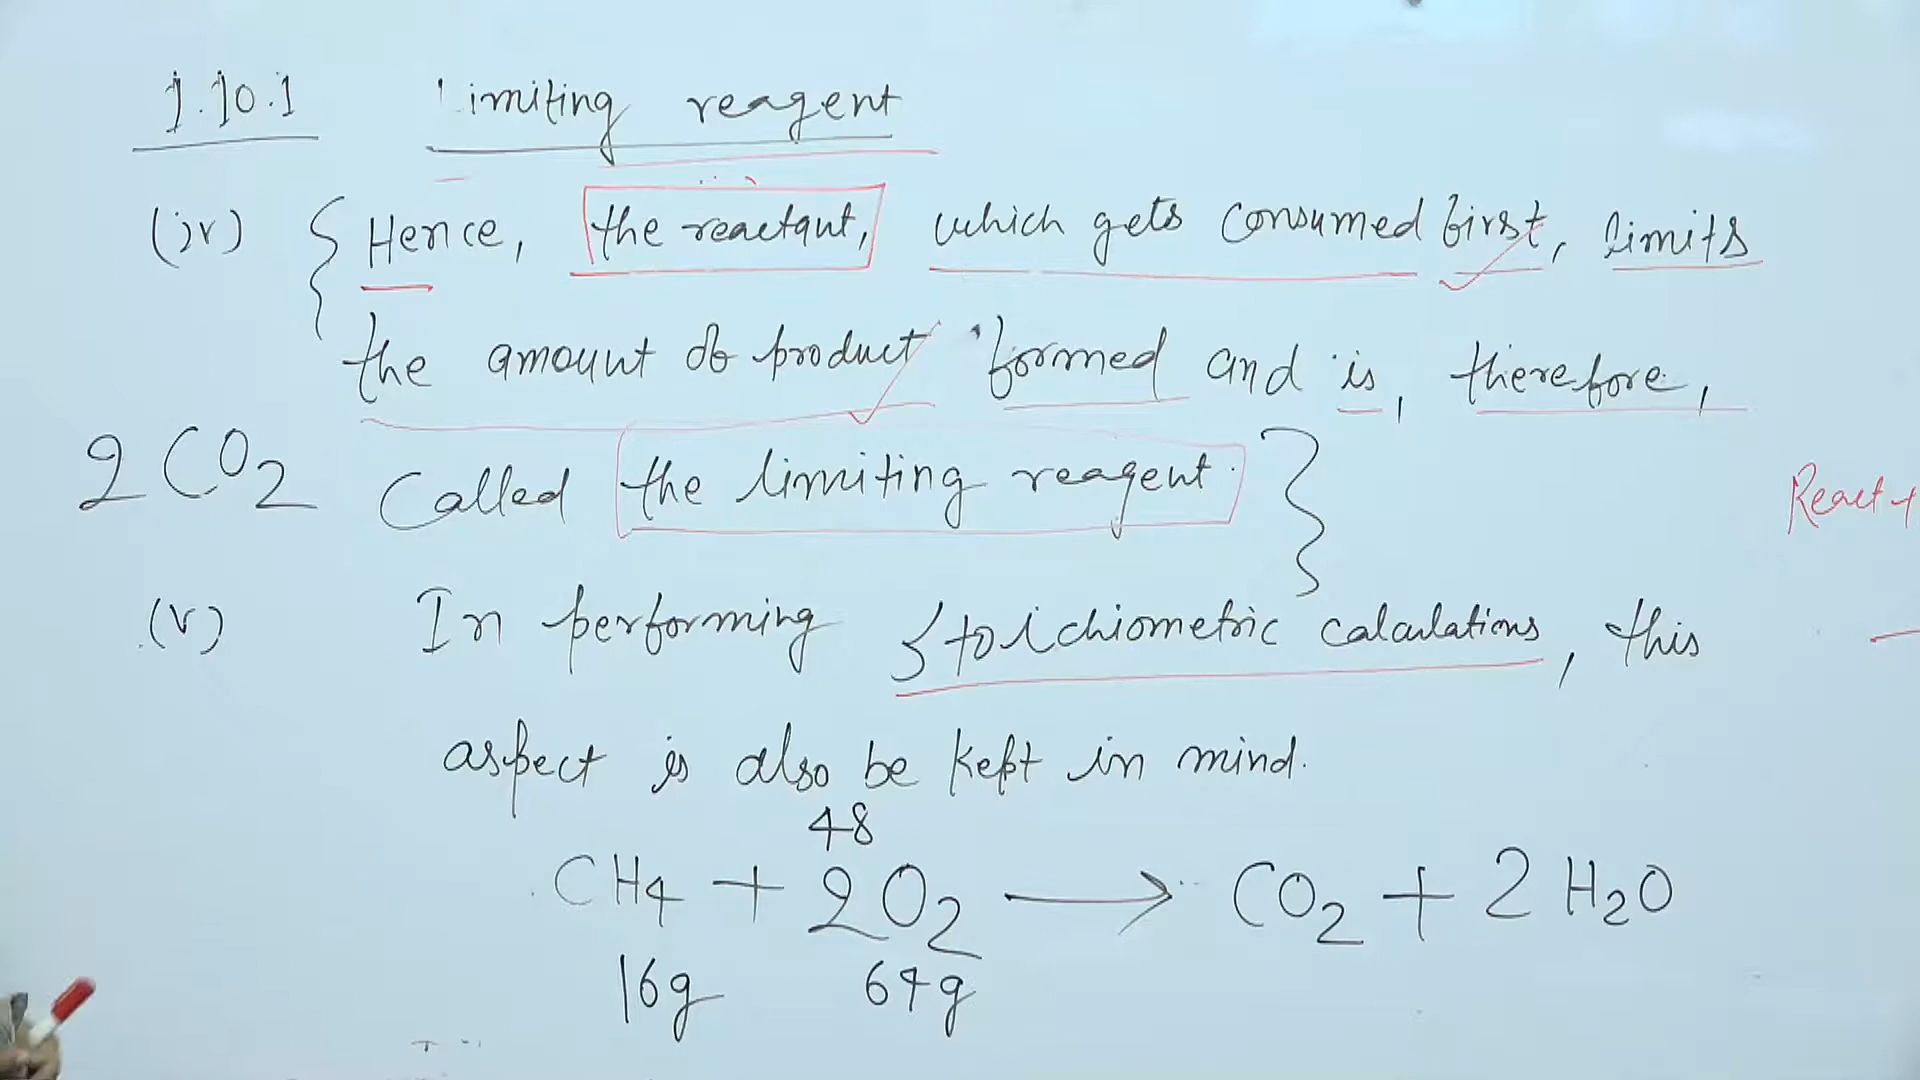 1.10.1 Limiting reagent
(iv) { Hence, the reactant, which gets consumed first, limits
the amount of product formed and is, therefore,
2CO2 Called the limiting reagent. }
React
(v) In performing Stoichiometric calculations, this
aspect is also be kept in mind.
48
CH4 + 2O2 ⟶ CO2 + 2H2O
16g 64g